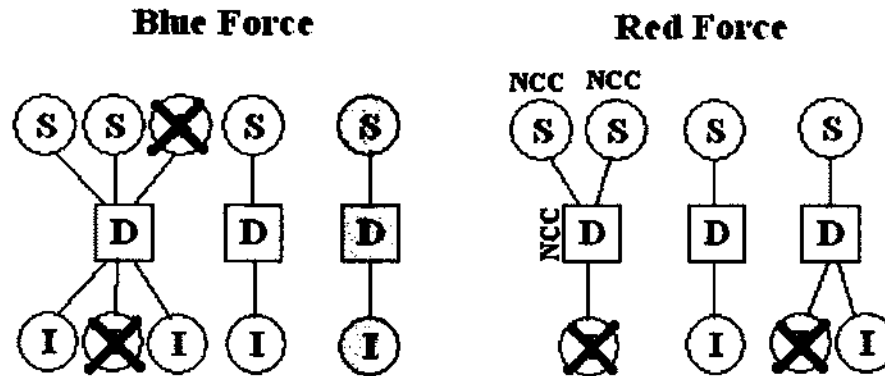 Blue Force
Red Force
NCC NCC
S S S S
S S S S
D D D
NCC D D D
I I I I
I I